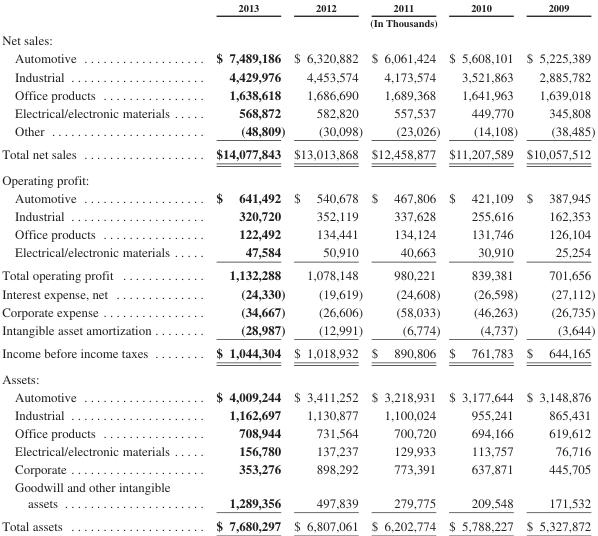 2013 2012 2011 2010 2009
(In Thousands)
Net sales:
Automotive . . . . . . . . . . . . . . . . . . . $ 7,489,186 $ 6,320,882 $ 6,061,424 $ 5,608,101 $ 5,225,389
Industrial . . . . . . . . . . . . . . . . . . . . 4,429,976 4,453,574 4,173,574 3,521,863 2,885,782
Office products . . . . . . . . . . . . . . . 1,638,618 1,686,690 1,689,368 1,641,963 1,639,018
Electrical/electronic materials . . . . . 568,872 582,820 557,537 449,770 345,808
Other . . . . . . . . . . . . . . . . . . . . . . (48,809) (30,098) (23,026) (14,108) (38,485)
Total net sales . . . . . . . . . . . . . . . . . $14,077,843 $13,013,868 $12,458,877 $11,207,589 $10,057,512
Operating profit:
Automotive . . . . . . . . . . . . . . . . . . . $ 641,492 $ 540,678 $ 467,806 $ 421,109 $ 387,945
Industrial . . . . . . . . . . . . . . . . . . . . 320,720 352,119 337,628 255,616 162,353
Office products . . . . . . . . . . . . . . . 122,492 134,441 134,124 131,746 126,104
Electrical/electronic materials . . . . . 47,584 50,910 40,663 30,910 25,254
Total operating profit . . . . . . . . . . . . . 1,132,288 1,078,148 980,221 839,381 701,656
Interest expense, net . . . . . . . . . . . . . (24,330) (19,619) (24,608) (26,598) (27,112)
Corporate expense . . . . . . . . . . . . . . . (34,667) (26,606) (58,033) (46,263) (26,735)
Intangible asset amortization . . . . . . . . (28,987) (12,991) (6,774) (4,737) (3,644)
Income before income taxes . . . . . . . . $ 1,044,304 $ 1,018,932 $ 890,806 $ 761,783 $ 644,165
Assets:
Automotive . . . . . . . . . . . . . . . . . . . $ 4,009,244 $ 3,411,252 $ 3,218,931 $ 3,177,644 $ 3,148,876
Industrial . . . . . . . . . . . . . . . . . . . . 1,162,697 1,130,877 1,100,024 955,241 865,431
Office products . . . . . . . . . . . . . . . 708,944 731,564 700,720 694,166 619,612
Electrical/electronic materials . . . . . 156,780 137,237 129,933 113,757 76,716
Corporate . . . . . . . . . . . . . . . . . . . . 353,276 898,292 773,391 637,871 445,705
Goodwill and other intangible
assets . . . . . . . . . . . . . . . . . . . . . 1,289,356 497,839 279,775 209,548 171,532
Total assets . . . . . . . . . . . . . . . . . . . . $ 7,680,297 $ 6,807,061 $ 6,202,774 $ 5,788,227 $ 5,327,872